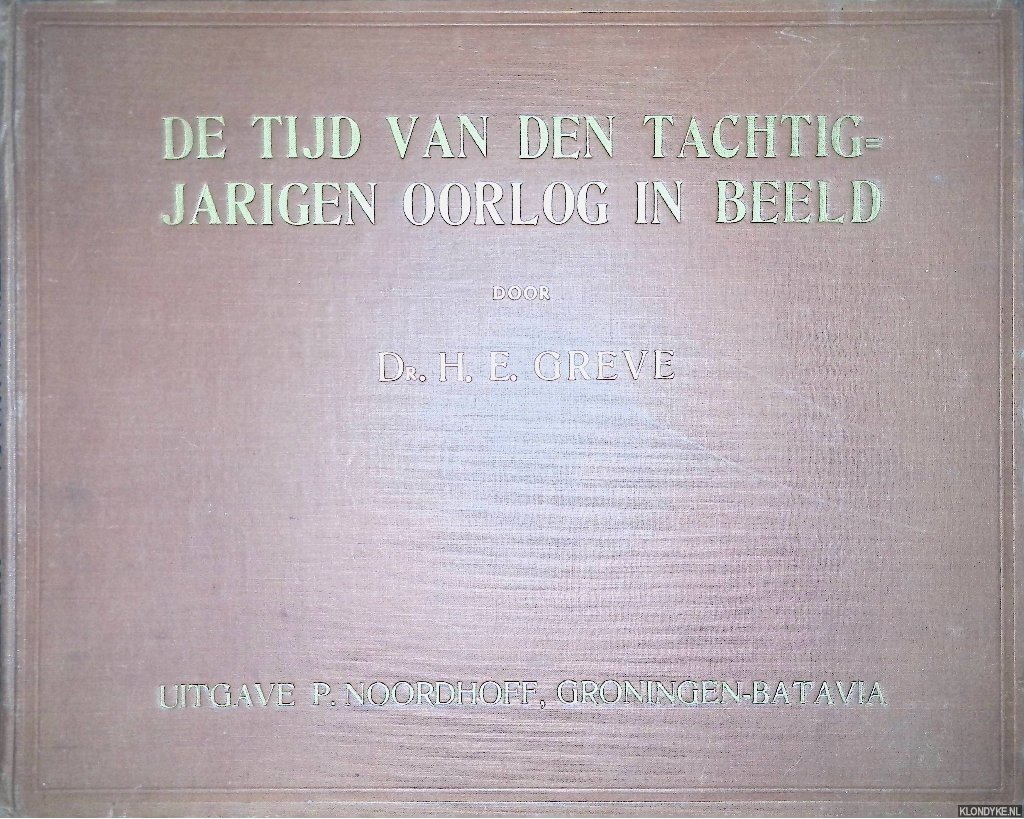 DE TIJD VAN DEN TACHTIG=
JARIGEN OORLOG IN BEELD
DOOR
DR. H. E. GREVE
UITGAVE P. NOORDHOFF, GRONINGEN-BATAVIA
KLONDYKE.NL